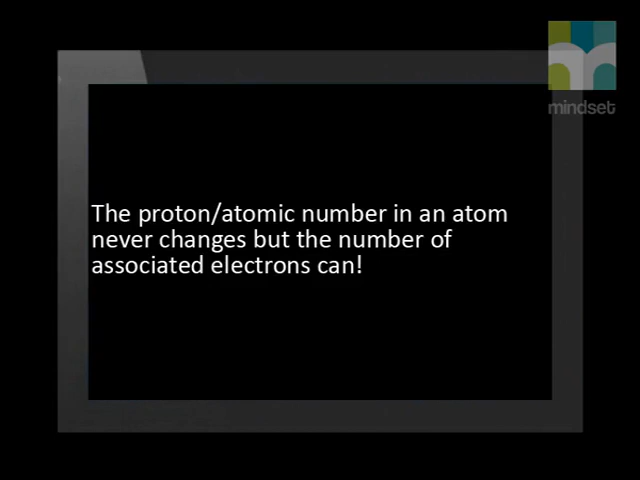 mindset
The proton/atomic number in an atom
never changes but the number of
associated electrons can!